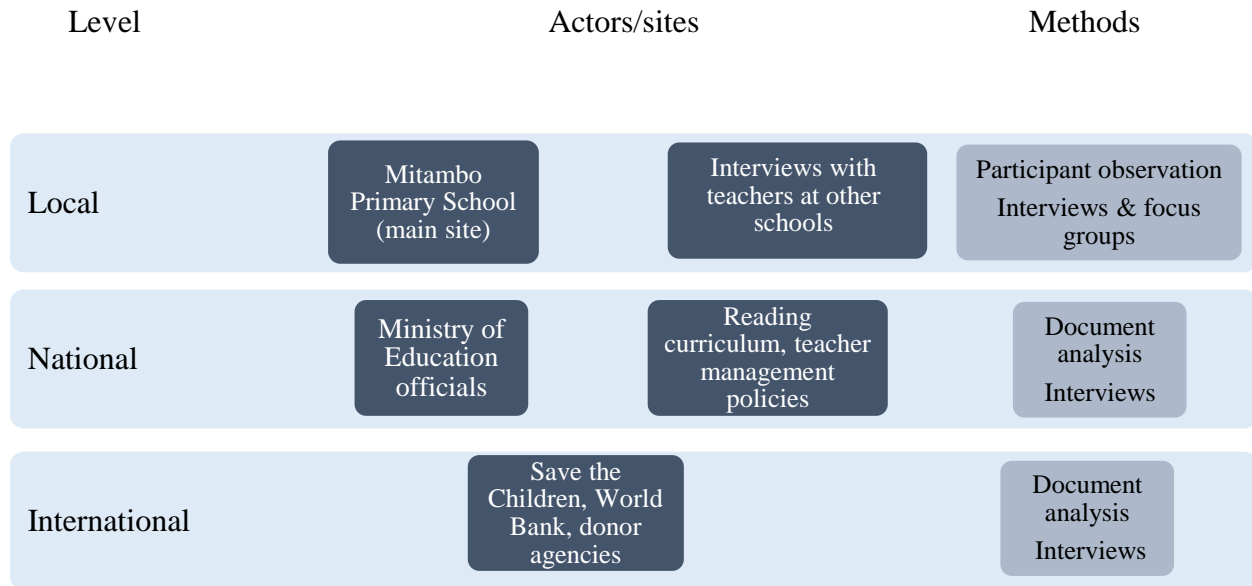 Level
Actors/sites
Methods
Local
Mitambo
Primary School
(main site)
Interviews with
teachers at other
schools
Participant observation
Interviews & focus
groups
National
Ministry of
Education
officials
Reading
curriculum, teacher
management
policies
Document
analysis
Interviews
International
Save the
Children, World
Bank, donor
agencies
Document
analysis
Interviews